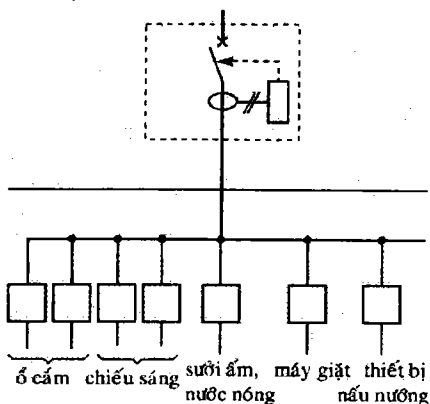 ổ cắm chiếu sáng sưởi ấm, máy giặt thiết bị
nước nóng nấu nướng